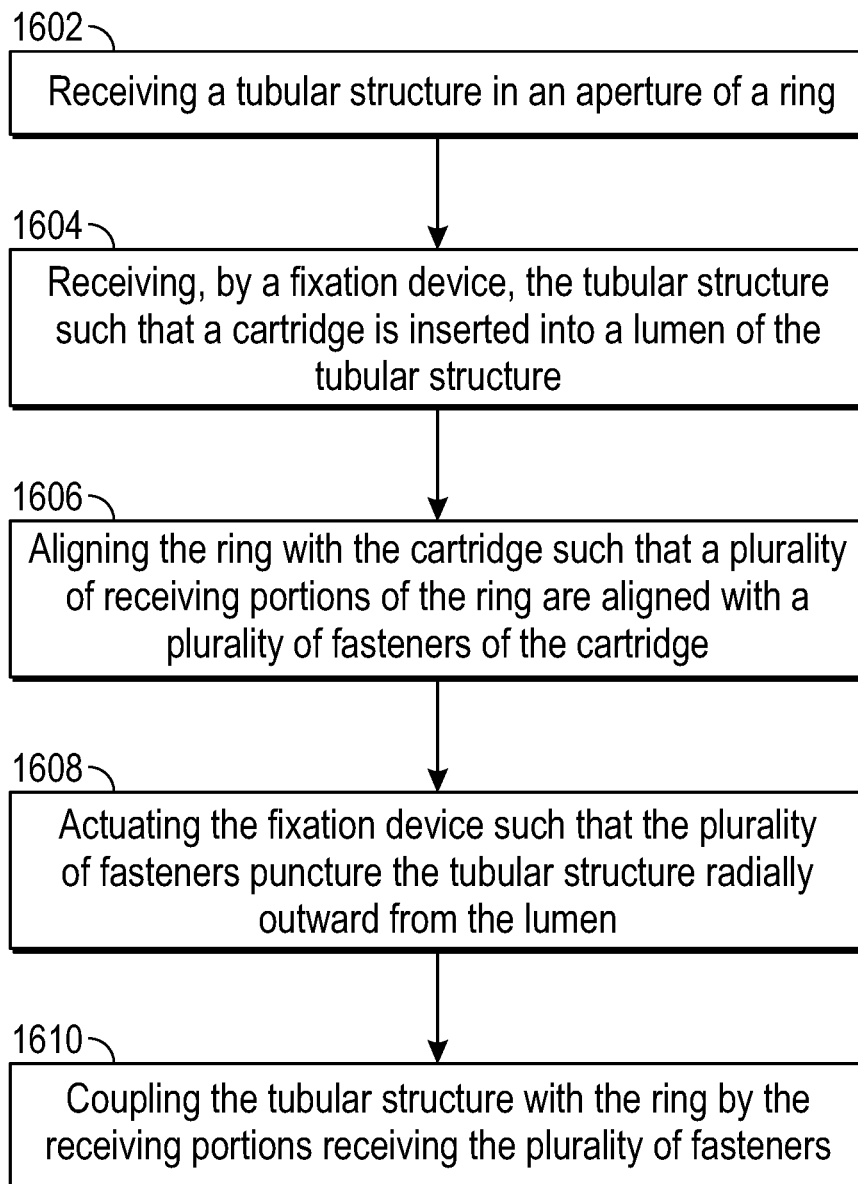 1602
Receiving a tubular structure in an aperture of a ring
1604
Receiving, by a fixation device, the tubular structure
such that a cartridge is inserted into a lumen of the
tubular structure
1606
Aligning the ring with the cartridge such that a plurality
of receiving portions of the ring are aligned with a
plurality of fasteners of the cartridge
1608
Actuating the fixation device such that the plurality
of fasteners puncture the tubular structure radially
outward from the lumen
1610
Coupling the tubular structure with the ring by the
receiving portions receiving the plurality of fasteners